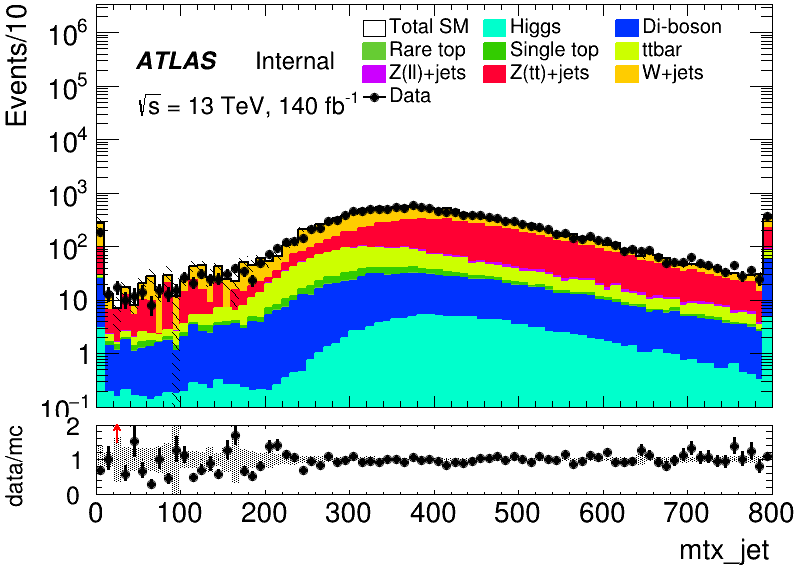 Events/10
10^6
10^5
10^4
10^3
10^2
10
1
10^−1
ATLAS Internal
√s = 13 TeV, 140 fb^-1
Total SM Higgs Di-boson
Rare top Single top ttbar
Z(ll)+jets Z(tt)+jets W+jets
Data
data/mc
2
1
0
0 100 200 300 400 500 600 700 800
mtx_jet